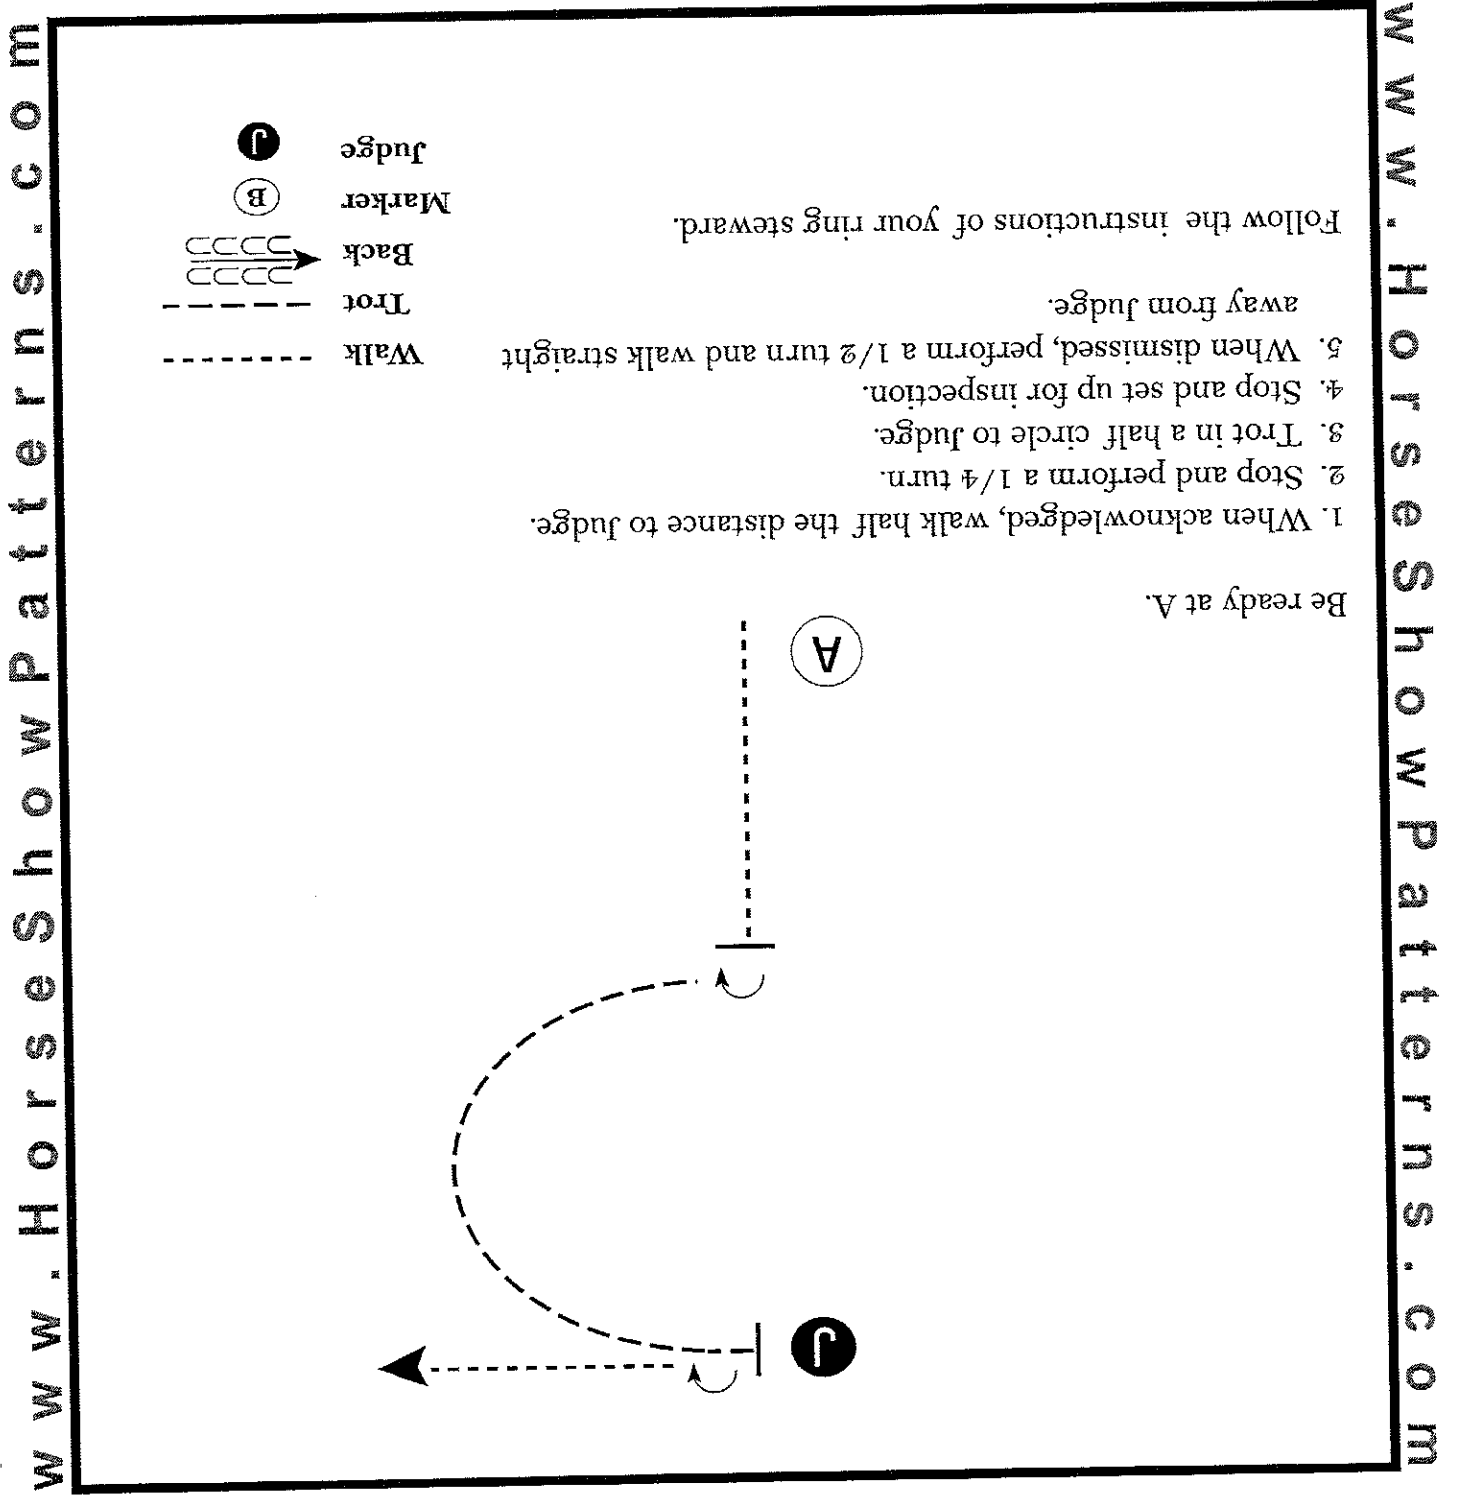 www.HorseShowPatterns.com
J
A
Be ready at A.
1. When acknowledged, walk half the distance to Judge.
2. Stop and perform a 1/4 turn.
3. Trot in a half circle to Judge.
4. Stop and set up for inspection.
5. When dismissed, perform a 1/2 turn and walk straight
away from Judge.
Follow the instructions of your ring steward.
Walk
Trot
Back
Marker B
Judge J
www.HorseShowPatterns.com